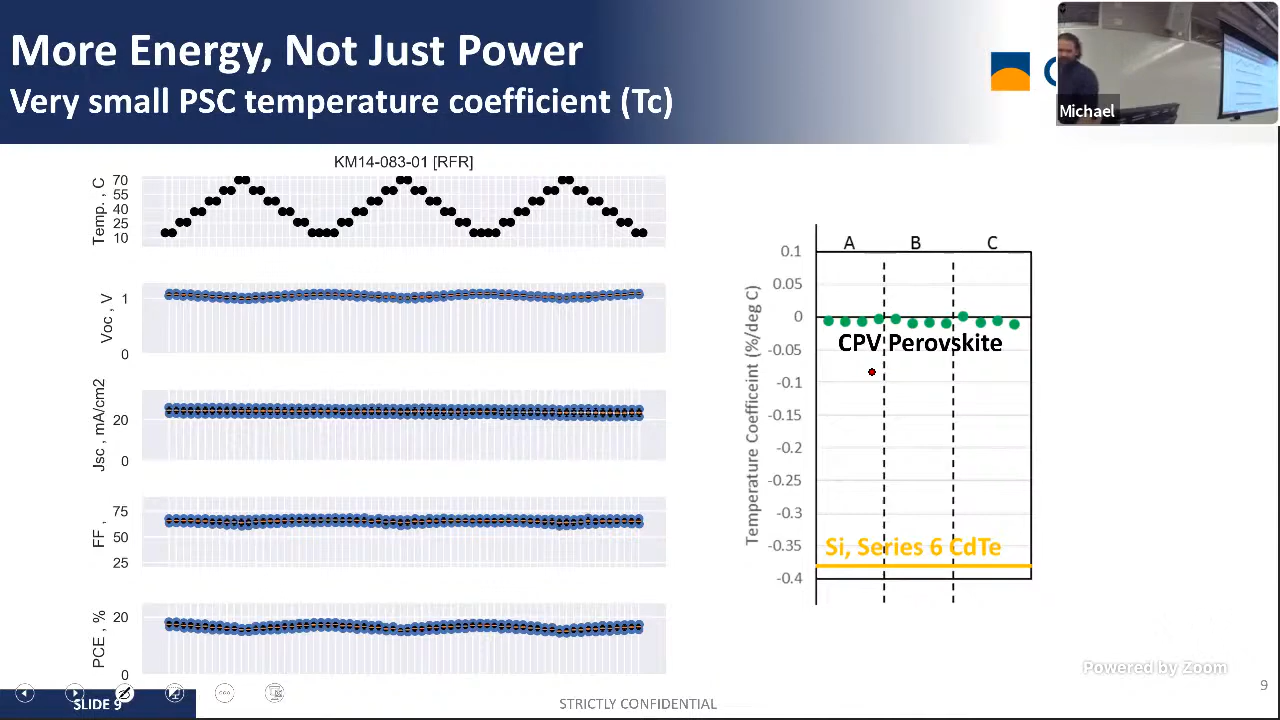 More Energy, Not Just Power
Very small PSC temperature coefficient (Tc)
C
Michael
KM14-083-01 [RFR]
Temp. , C
70
55
40
25
10
Voc , V
1
0
Jsc , mA/cm2
20
0
FF ,
75
50
25
PCE , %
20
0
A B C
Temperature Coefficeint (%/deg C)
0.1
0.05
0
-0.05
-0.1
-0.15
-0.2
-0.25
-0.3
-0.35
-0.4
CPV Perovskite
Si, Series 6 CdTe
Powered by Zoom
SLIDE 9
STRICTLY CONFIDENTIAL
9